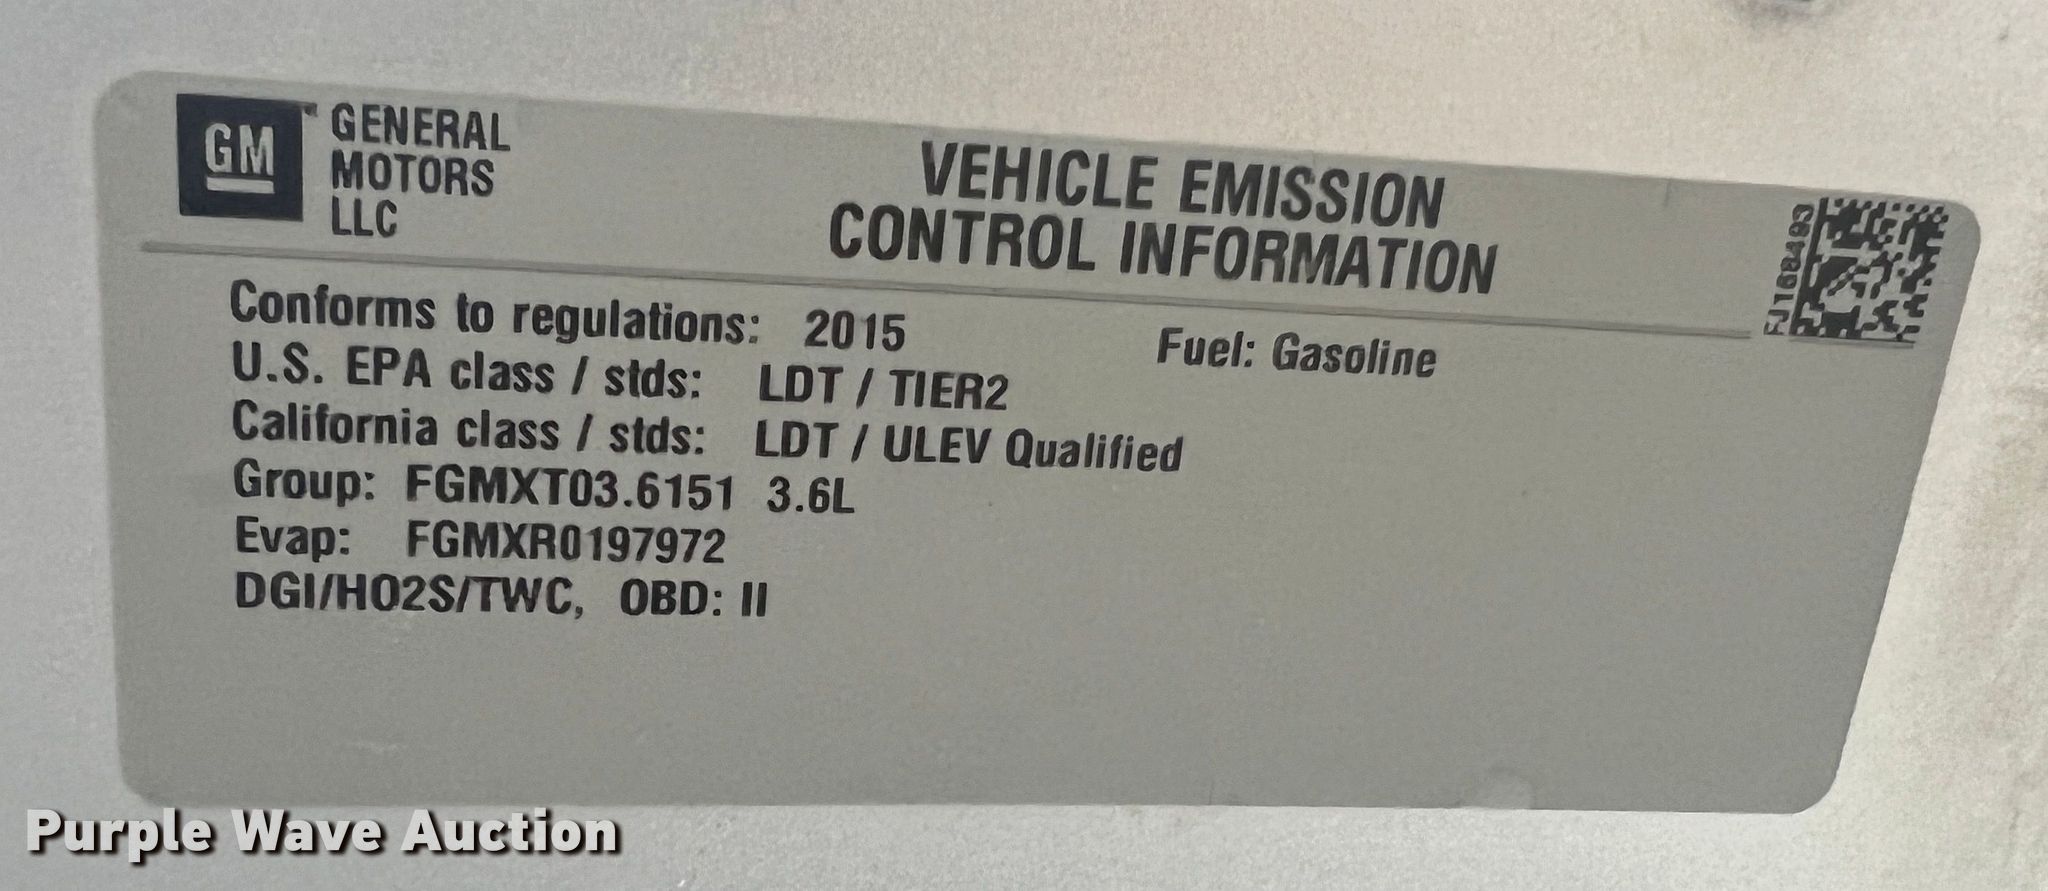 GM
GENERAL
MOTORS
LLC
VEHICLE EMISSION
CONTROL INFORMATION
FJ168493
Conforms to regulations: 2015
Fuel: Gasoline
U.S. EPA class / stds: LDT / TIER2
California class / stds: LDT / ULEV Qualified
Group: FGMXT03.6151 3.6L
Evap: FGMXR0197972
DGI/HO2S/TWC, OBD: II
Purple Wave Auction